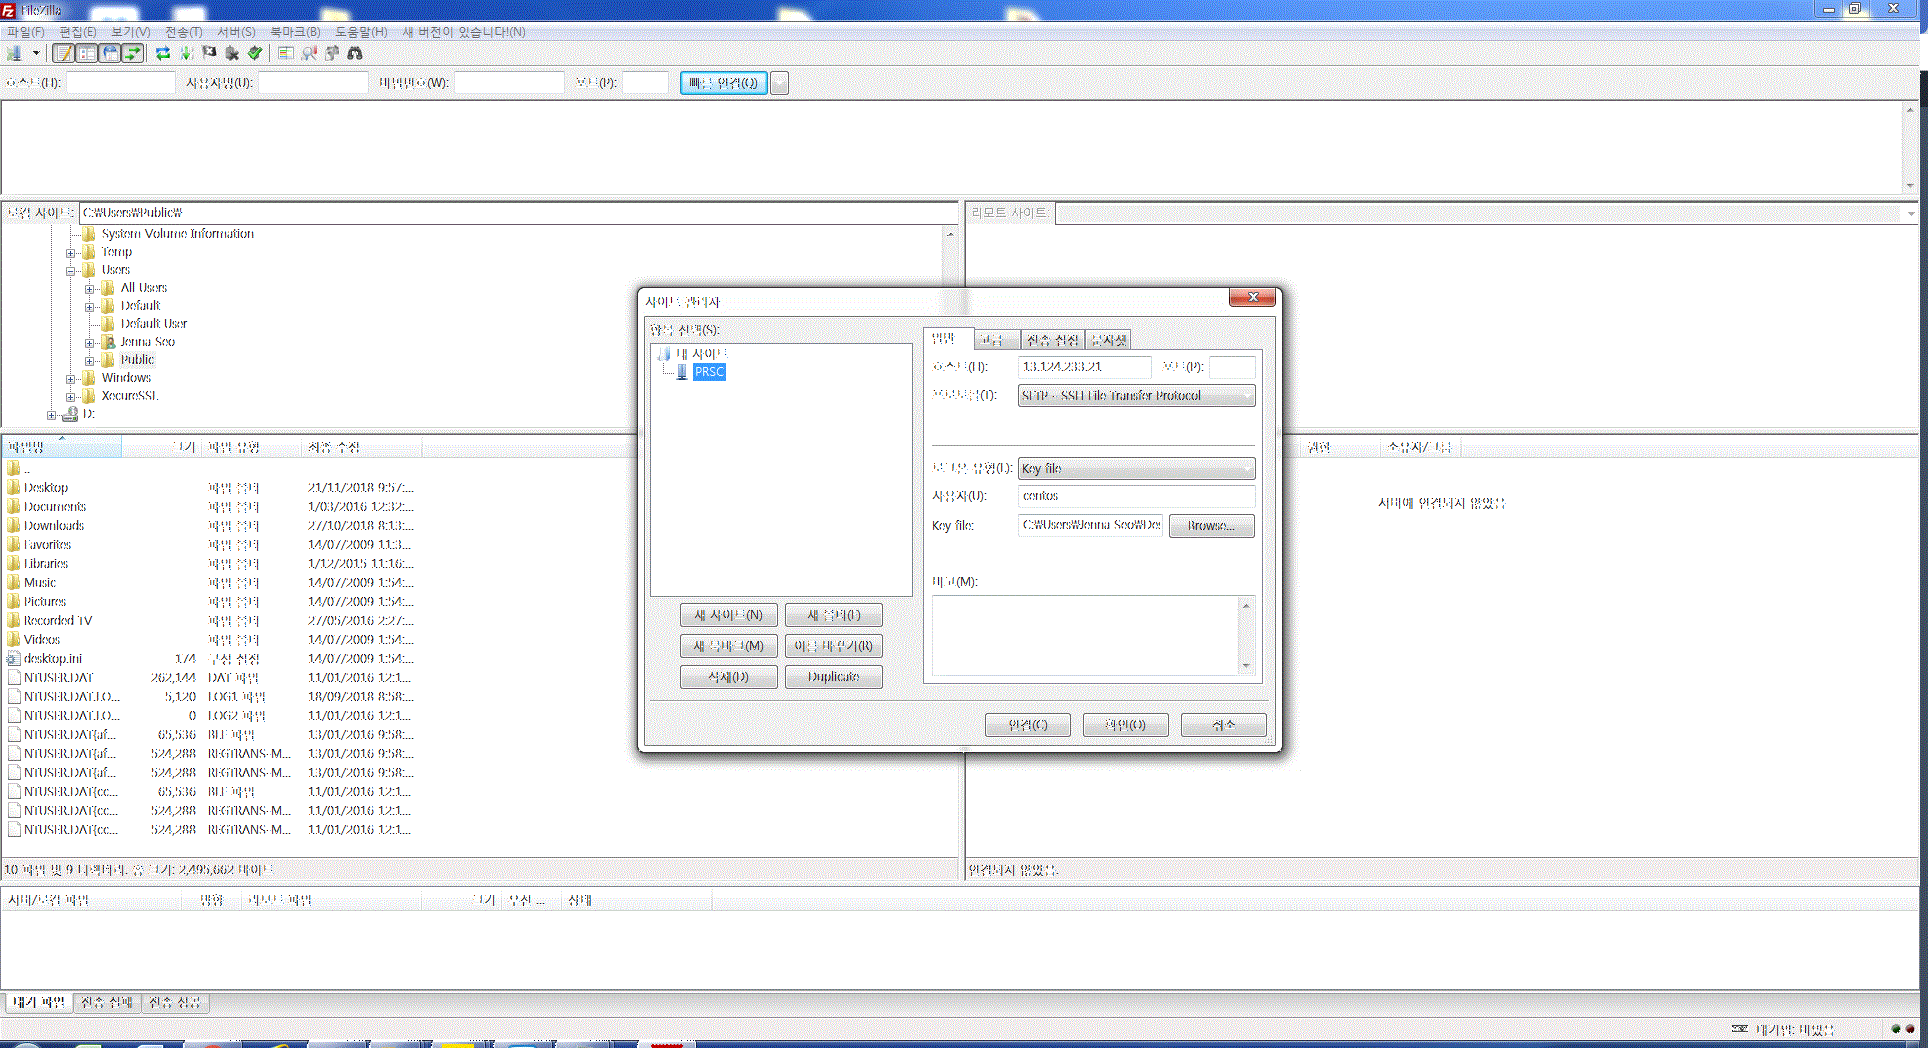 FileZilla
파일(F) 편집(E) 보기(V) 전송(T) 서버(S) 북마크(B) 도움말(H) 새 버전이 있습니다!(N)
호스트(H): 사용자명(U): 비밀번호(W): 포트(P): 빠른 연결(Q)
로컬 사이트: C:\Users\Public\
리모트 사이트:
System Volume Information
Temp
Users
All Users
Default
Default User
Jenna Seo
Public
Windows
XecureSSL
D:
파일명 크기 파일 유형 최종 수정
..
Desktop 파일 폴더 21/11/2018 9:57:...
Documents 파일 폴더 1/03/2016 12:32:...
Downloads 파일 폴더 27/10/2018 8:13:...
Favorites 파일 폴더 14/07/2009 11:3...
Libraries 파일 폴더 1/12/2015 11:16:...
Music 파일 폴더 14/07/2009 1:54:...
Pictures 파일 폴더 14/07/2009 1:54:...
Recorded TV 파일 폴더 27/05/2016 2:27:...
Videos 파일 폴더 14/07/2009 1:54:...
desktop.ini 174 구성 설정 14/07/2009 1:54:...
NTUSER.DAT 262,144 DAT 파일 11/01/2016 12:1...
NTUSER.DAT.LO... 5,120 LOG1 파일 18/09/2018 8:58:...
NTUSER.DAT.LO... 0 LOG2 파일 11/01/2016 12:1...
NTUSER.DAT{af... 65,536 BLF 파일 13/01/2016 9:58:...
NTUSER.DAT{af... 524,288 REGTRANS-M... 13/01/2016 9:58:...
NTUSER.DAT{af... 524,288 REGTRANS-M... 13/01/2016 9:58:...
NTUSER.DAT{cc... 65,536 BLF 파일 11/01/2016 12:1...
NTUSER.DAT{cc... 524,288 REGTRANS-M... 11/01/2016 12:1...
NTUSER.DAT{cc... 524,288 REGTRANS-M... 11/01/2016 12:1...
10 파일 및 9 디렉터리. 총 크기: 2,495,662 바이트
권한 소유자/그룹
서버에 연결되지 않았음
연결되지 않았음.
사이트 관리자
항목 선택(S):
내 사이트
PRSC
새 사이트(N) 새 폴더(F)
새 북마크(M) 이름 바꾸기(R)
삭제(D) Duplicate
일반 고급 전송 설정 문자셋
호스트(H): 13.124.233.21 포트(P):
프로토콜(T): SFTP - SSH File Transfer Protocol
로그온 유형(L): Key file
사용자(U): centos
Key file: C:\Users\Jenna Seo\Des Browse...
비고(M):
연결(C) 확인(O) 취소
서버/로컬 파일 방향 리모트 파일 크기 우선 ... 상태
대기 파일 전송 실패 전송 성공
대기열: 비었음